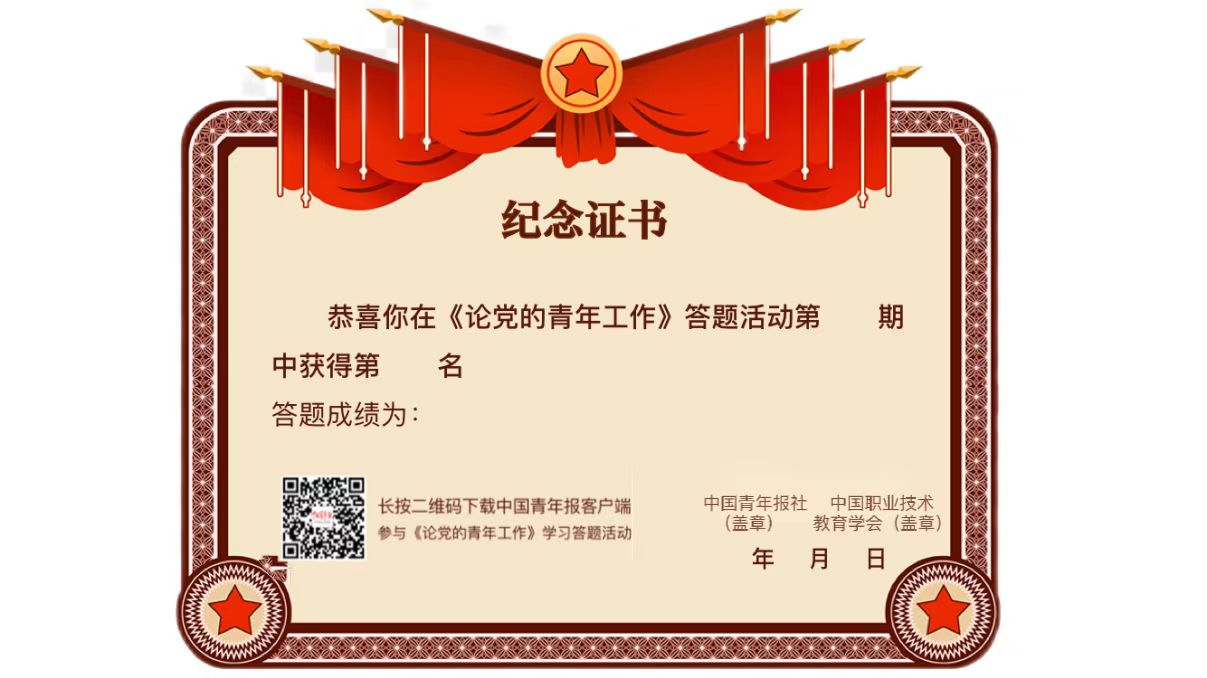 纪念证书
恭喜你在《论党的青年工作》答题活动第 期
中获得第 名
答题成绩为：
长按二维码下载中国青年报客户端
参与《论党的青年工作》学习答题活动
中国青年报社 中国职业技术
（盖章） 教育学会（盖章）
年 月 日